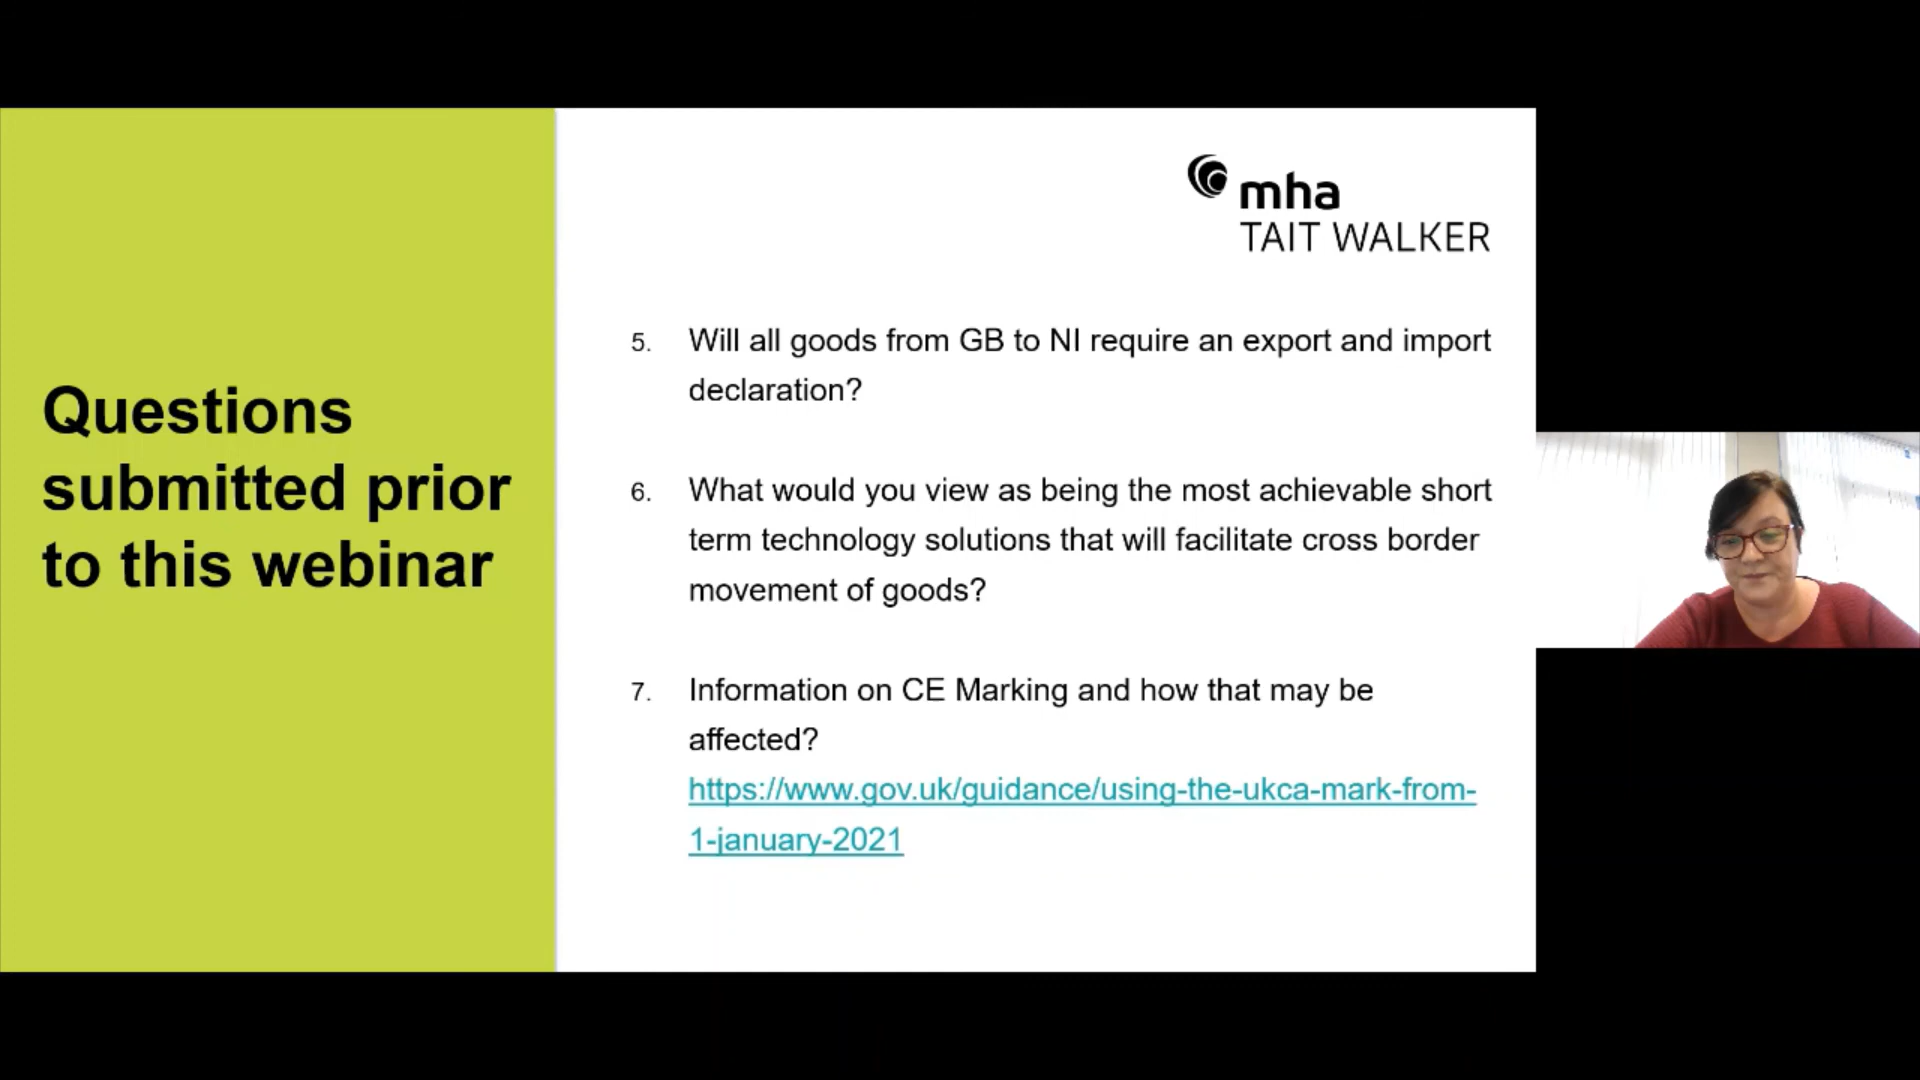 Questions
submitted prior
to this webinar
mha
TAIT WALKER
5. Will all goods from GB to NI require an export and import
declaration?
6. What would you view as being the most achievable short
term technology solutions that will facilitate cross border
movement of goods?
7. Information on CE Marking and how that may be
affected?
https://www.gov.uk/guidance/using-the-ukca-mark-from-
1-january-2021